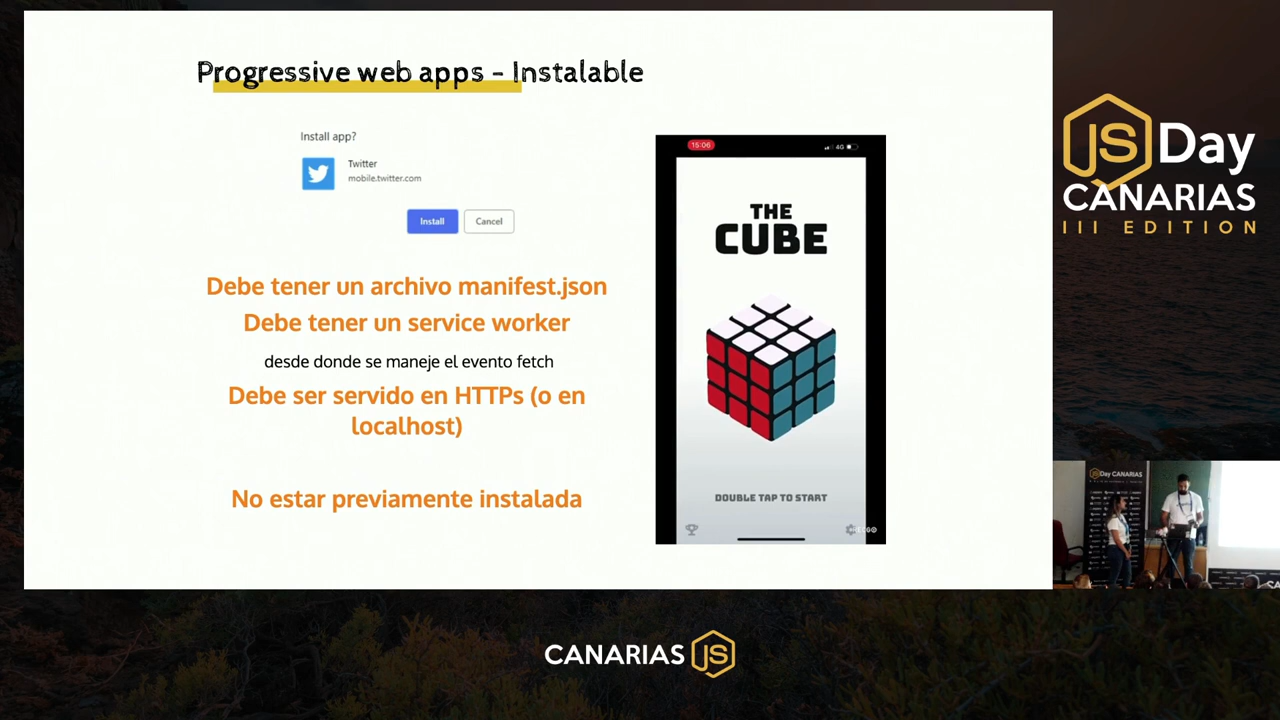 Progressive web apps - Instalable
Install app?
Twitter
mobile.twitter.com
Install
Cancel
Debe tener un archivo manifest.json
Debe tener un service worker
desde donde se maneje el evento fetch
Debe ser servido en HTTPs (o en
localhost)
No estar previamente instalada
15:06
4G
THE
CUBE
DOUBLE TAP TO START
JS Day
CANARIAS
III EDITION
JSDay CANARIAS
CANARIAS JS